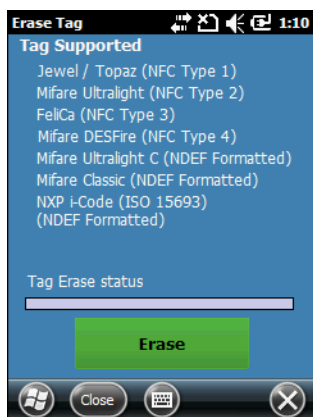 Erase Tag 1:10
Tag Supported
Jewel / Topaz (NFC Type 1)
Mifare Ultralight (NFC Type 2)
FeliCa (NFC Type 3)
Mifare DESFire (NFC Type 4)
Mifare Ultralight C (NDEF Formatted)
Mifare Classic (NDEF Formatted)
NXP i-Code (ISO 15693)
(NDEF Formatted)
Tag Erase status
Erase
Close